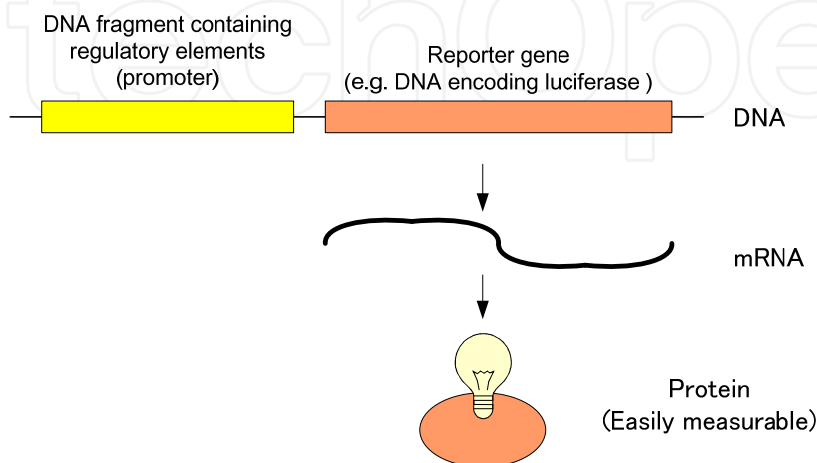 DNA fragment containing
regulatory elements
(promoter)
Reporter gene
(e.g. DNA encoding luciferase )
DNA
mRNA
Protein
(Easily measurable)